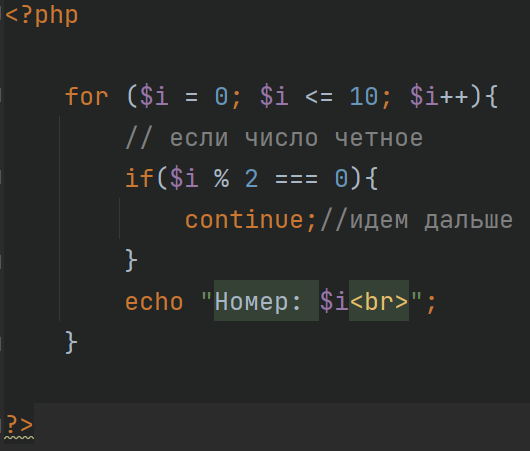 <?php
for ($i = 0; $i <= 10; $i++){
// если число четное
if($i % 2 === 0){
continue;//идем дальше
}
echo "Номер: $i<br>";
}
?>